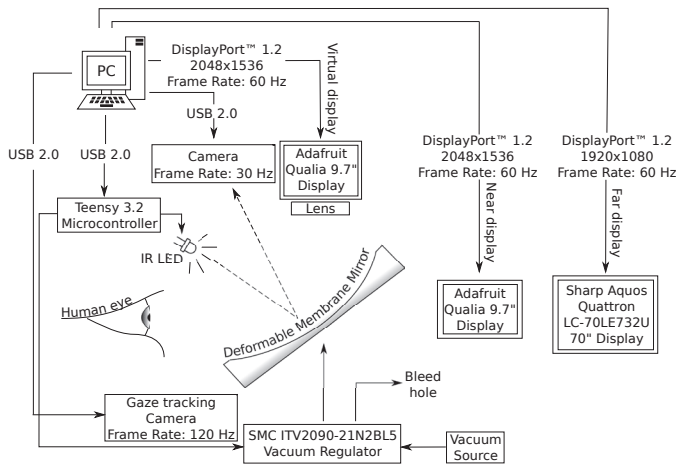 PC
DisplayPort™ 1.2
2048x1536
Frame Rate: 60 Hz
Virtual display
USB 2.0
USB 2.0
USB 2.0
Camera
Frame Rate: 30 Hz
Adafruit
Qualia 9.7"
Display
Lens
DisplayPort™ 1.2
2048x1536
Frame Rate: 60 Hz
Near display
DisplayPort™ 1.2
1920x1080
Frame Rate: 60 Hz
Far display
Teensy 3.2
Microcontroller
IR LED
Human eye
Deformable Membrane Mirror
Adafruit
Qualia 9.7"
Display
Sharp Aquos
Quattron
LC-70LE732U
70" Display
Bleed
hole
Gaze tracking
Camera
Frame Rate: 120 Hz
SMC ITV2090-21N2BL5
Vacuum Regulator
Vacuum
Source